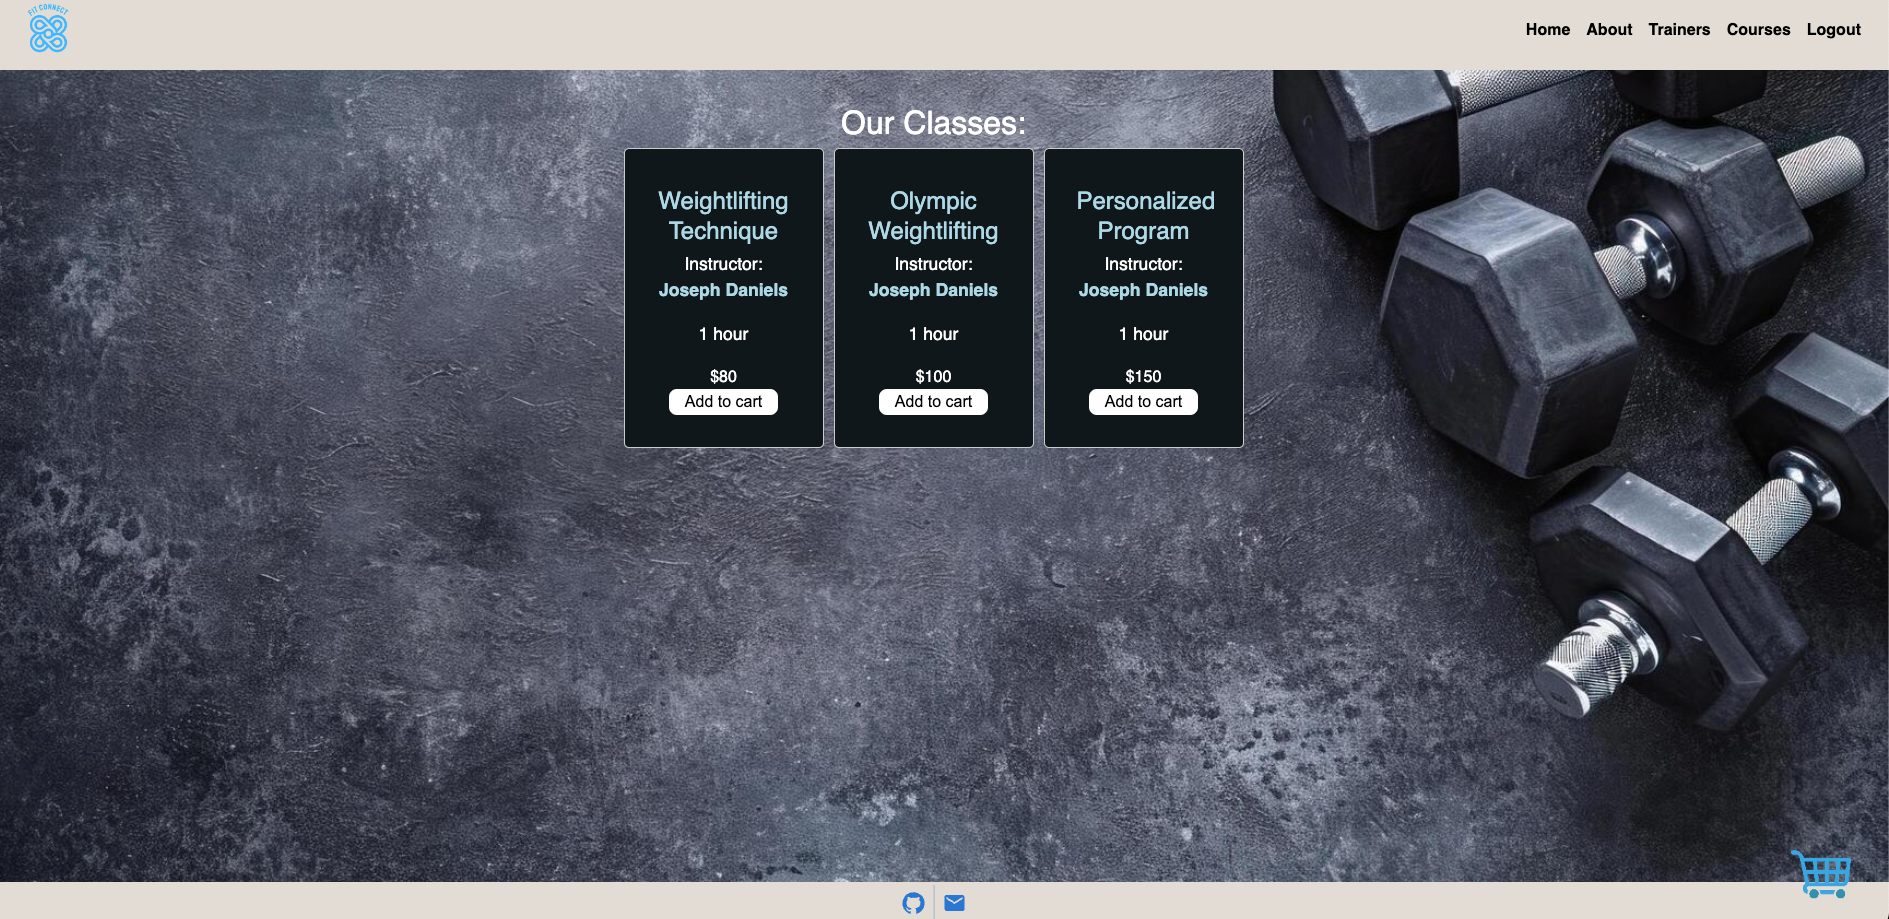 FIT CONNECT
Home About Trainers Courses Logout
Our Classes:
Weightlifting
Technique
Instructor:
Joseph Daniels
1 hour
$80
Add to cart
Olympic
Weightlifting
Instructor:
Joseph Daniels
1 hour
$100
Add to cart
Personalized
Program
Instructor:
Joseph Daniels
1 hour
$150
Add to cart